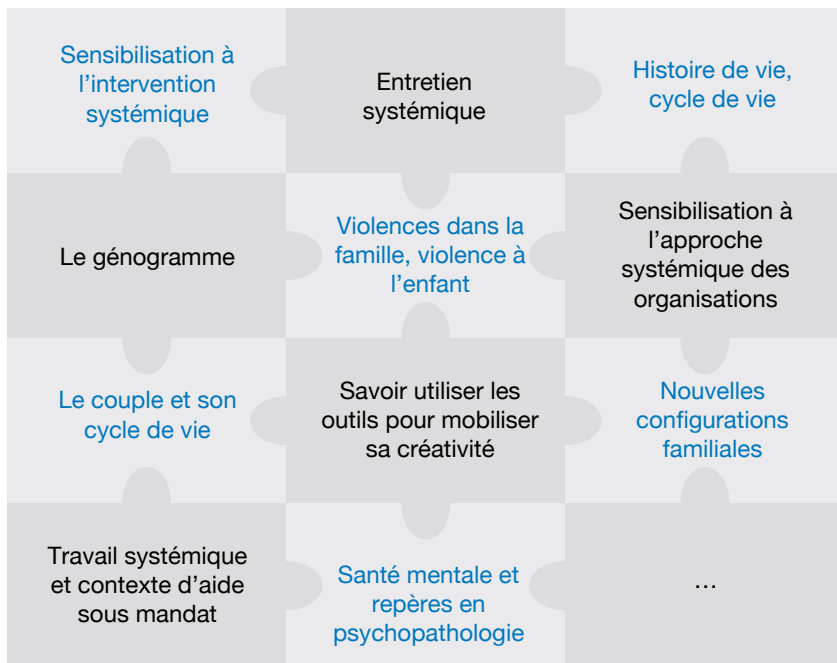 Sensibilisation à
l’intervention
systémique
Entretien
systémique
Histoire de vie,
cycle de vie
Le génogramme
Violences dans la
famille, violence à
l’enfant
Sensibilisation à
l’approche
systémique des
organisations
Le couple et son
cycle de vie
Savoir utiliser les
outils pour mobiliser
sa créativité
Nouvelles
configurations
familiales
Travail systémique
et contexte d’aide
sous mandat
Santé mentale et
repères en
psychopathologie
…